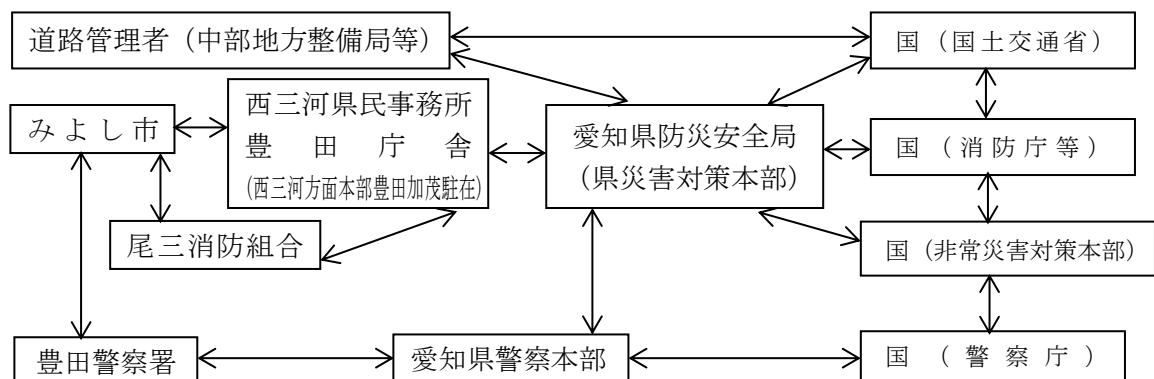 道路管理者（中部地方整備局等）
国（国土交通省）
西三河県民事務所
豊田庁舎
(西三河方面本部豊田加茂駐在)
みよし市
愛知県防災安全局
（県災害対策本部）
国（消防庁等）
尾三消防組合
国（非常災害対策本部）
豊田警察署
愛知県警察本部
国（警察庁）